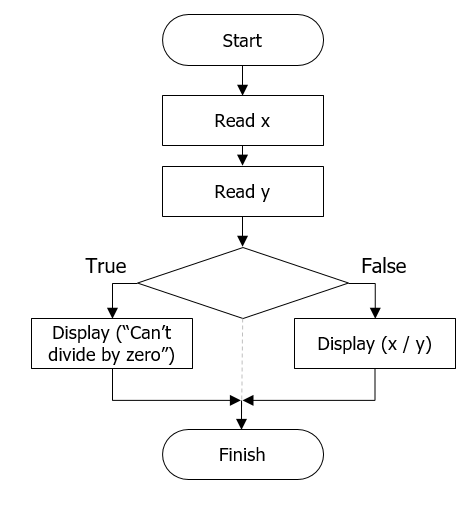 Start
Read x
Read y
True
False
Display (“Can’t
divide by zero”)
Display (x / y)
Finish